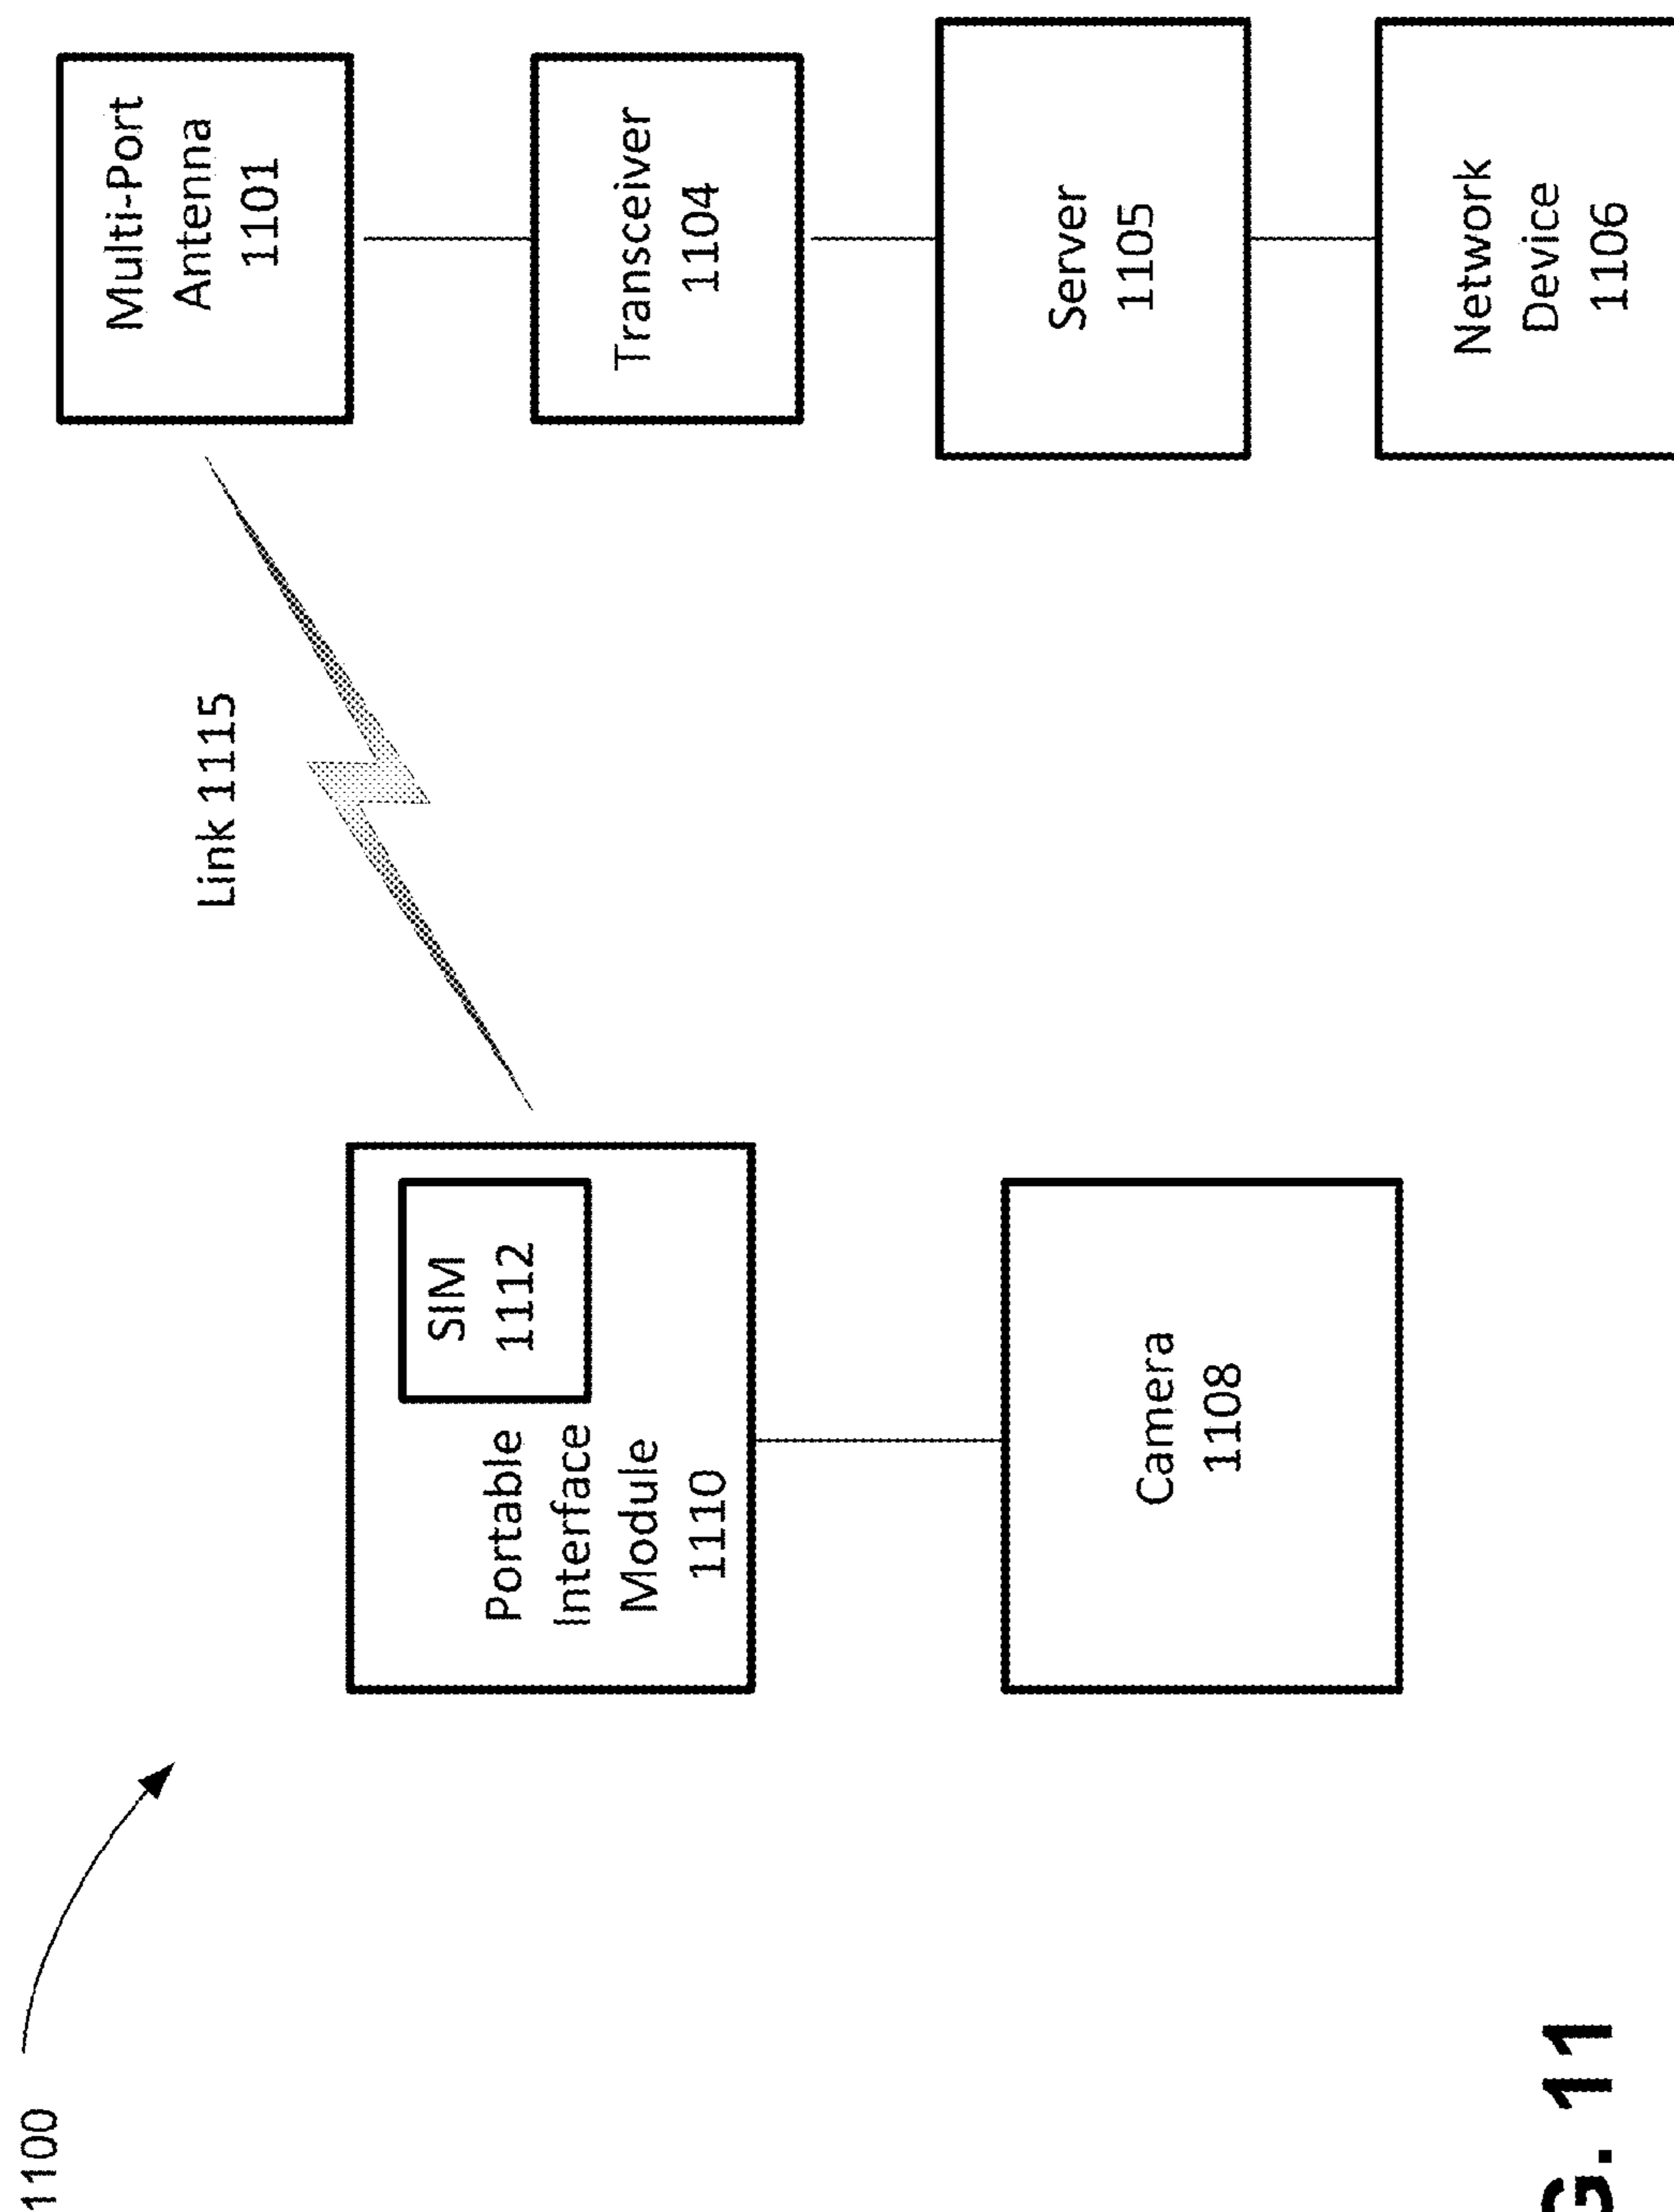 1100
Multi-Port
Antenna
1101
Link 1115
SIM
1112
Portable
Interface
Module
1110
Transceiver
1104
Camera
1108
Server
1105
Network
Device
1106
G. 11